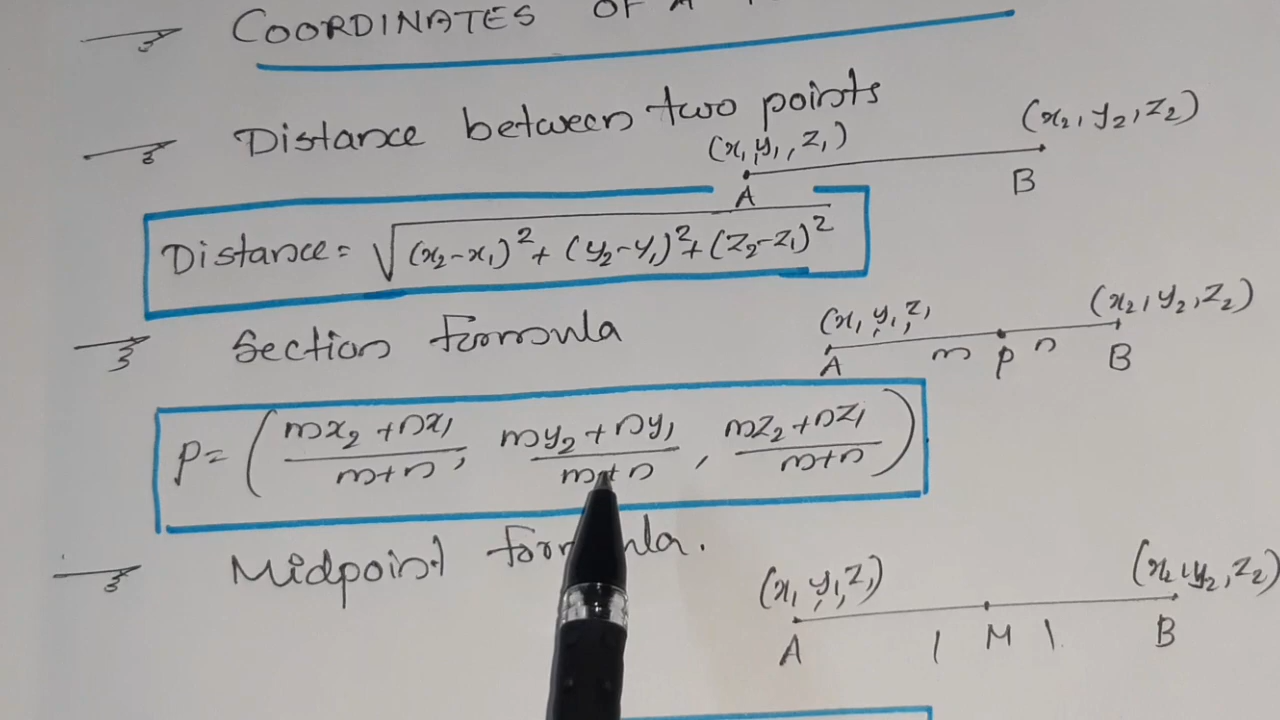 COORDINATES OF A
Distance between two points
(x₁, y₁, z₁)
(x₂, y₂, z₂)
A
B
Distance = √((x₂-x₁)² + (y₂-y₁)² + (z₂-z₁)²)
Section formula
(x₁, y₁, z₁
(x₂, y₂, z₂)
A m P n B
P = ( (mx₂ + nx₁)/(m+n), (my₂ + ny₁)/(m+n), (mz₂ + nz₁)/(m+n) )
Midpoint formula.
(x₁, y₁, z₁)
(x₂, y₂, z₂)
A 1 M 1 B